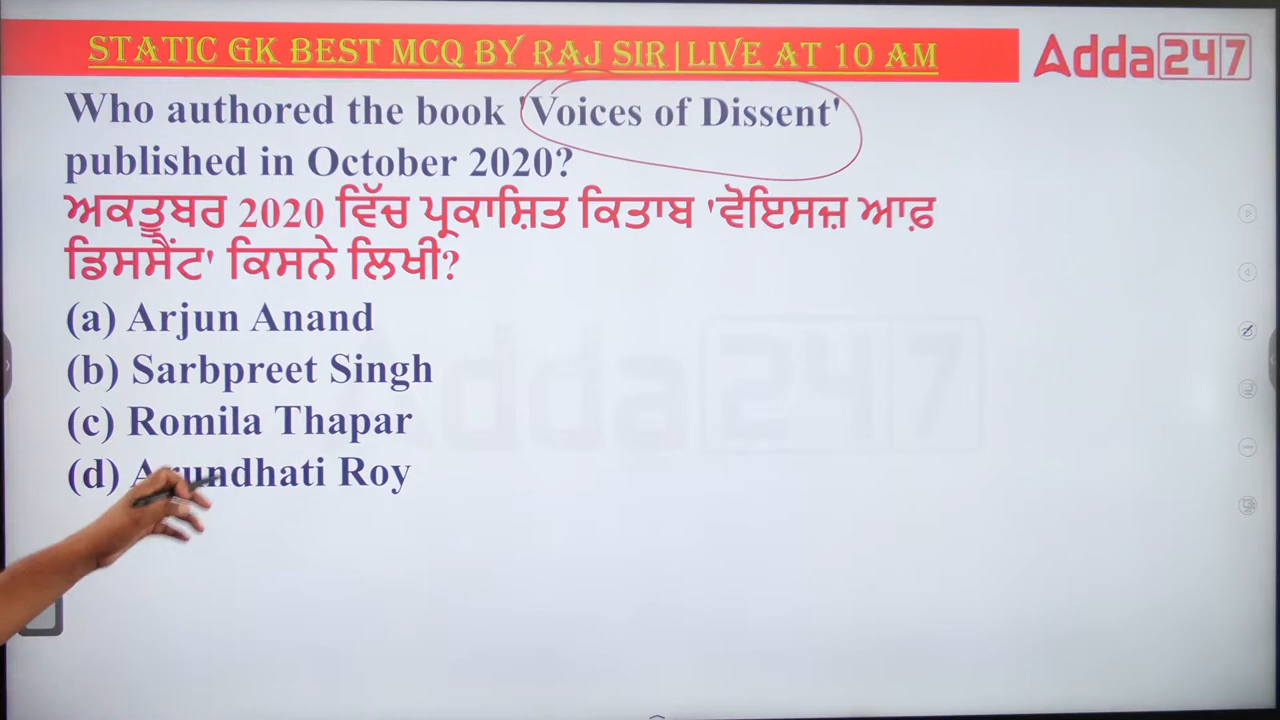 STATIC GK BEST MCQ BY RAJ SIR|LIVE AT 10 AM
Adda247
Who authored the book 'Voices of Dissent'
published in October 2020?
ਅਕਤੂਬਰ 2020 ਵਿੱਚ ਪ੍ਰਕਾਸ਼ਿਤ ਕਿਤਾਬ 'ਵੋਇਸਜ਼ ਆਫ਼
ਡਿਸਸੈਂਟ' ਕਿਸਨੇ ਲਿਖੀ?
(a) Arjun Anand
(b) Sarbpreet Singh
(c) Romila Thapar
(d) Arundhati Roy
Adda247